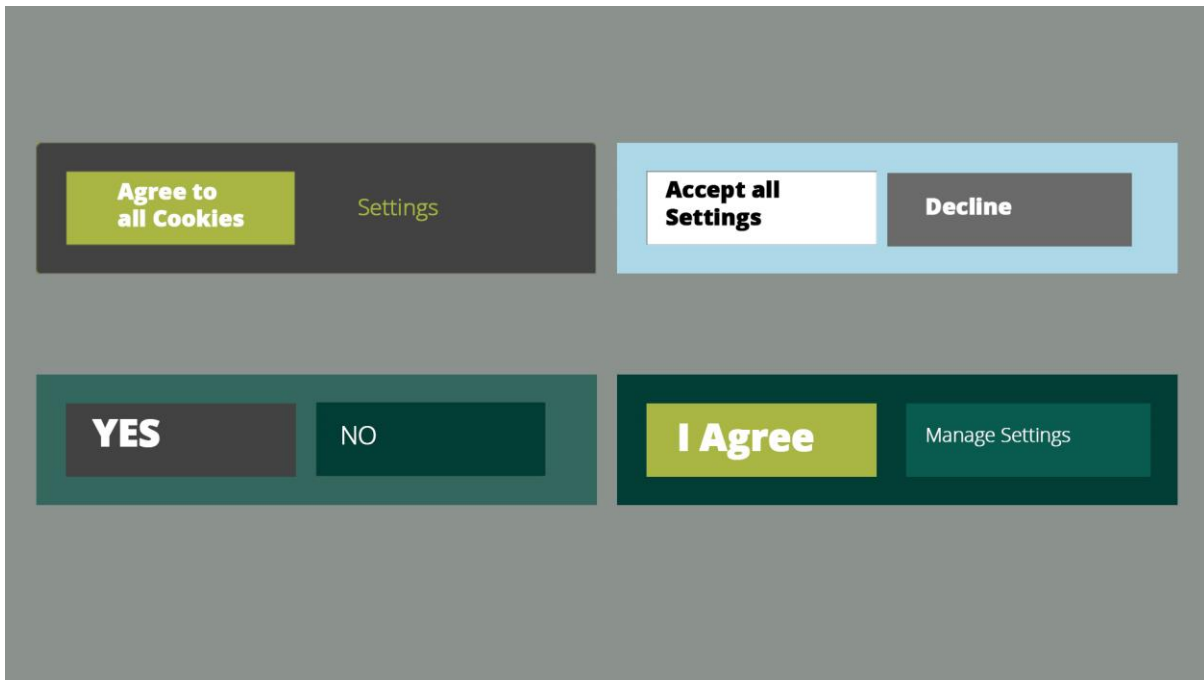 Agree to
all Cookies
Settings
Accept all
Settings
Decline
YES
NO
I Agree
Manage Settings